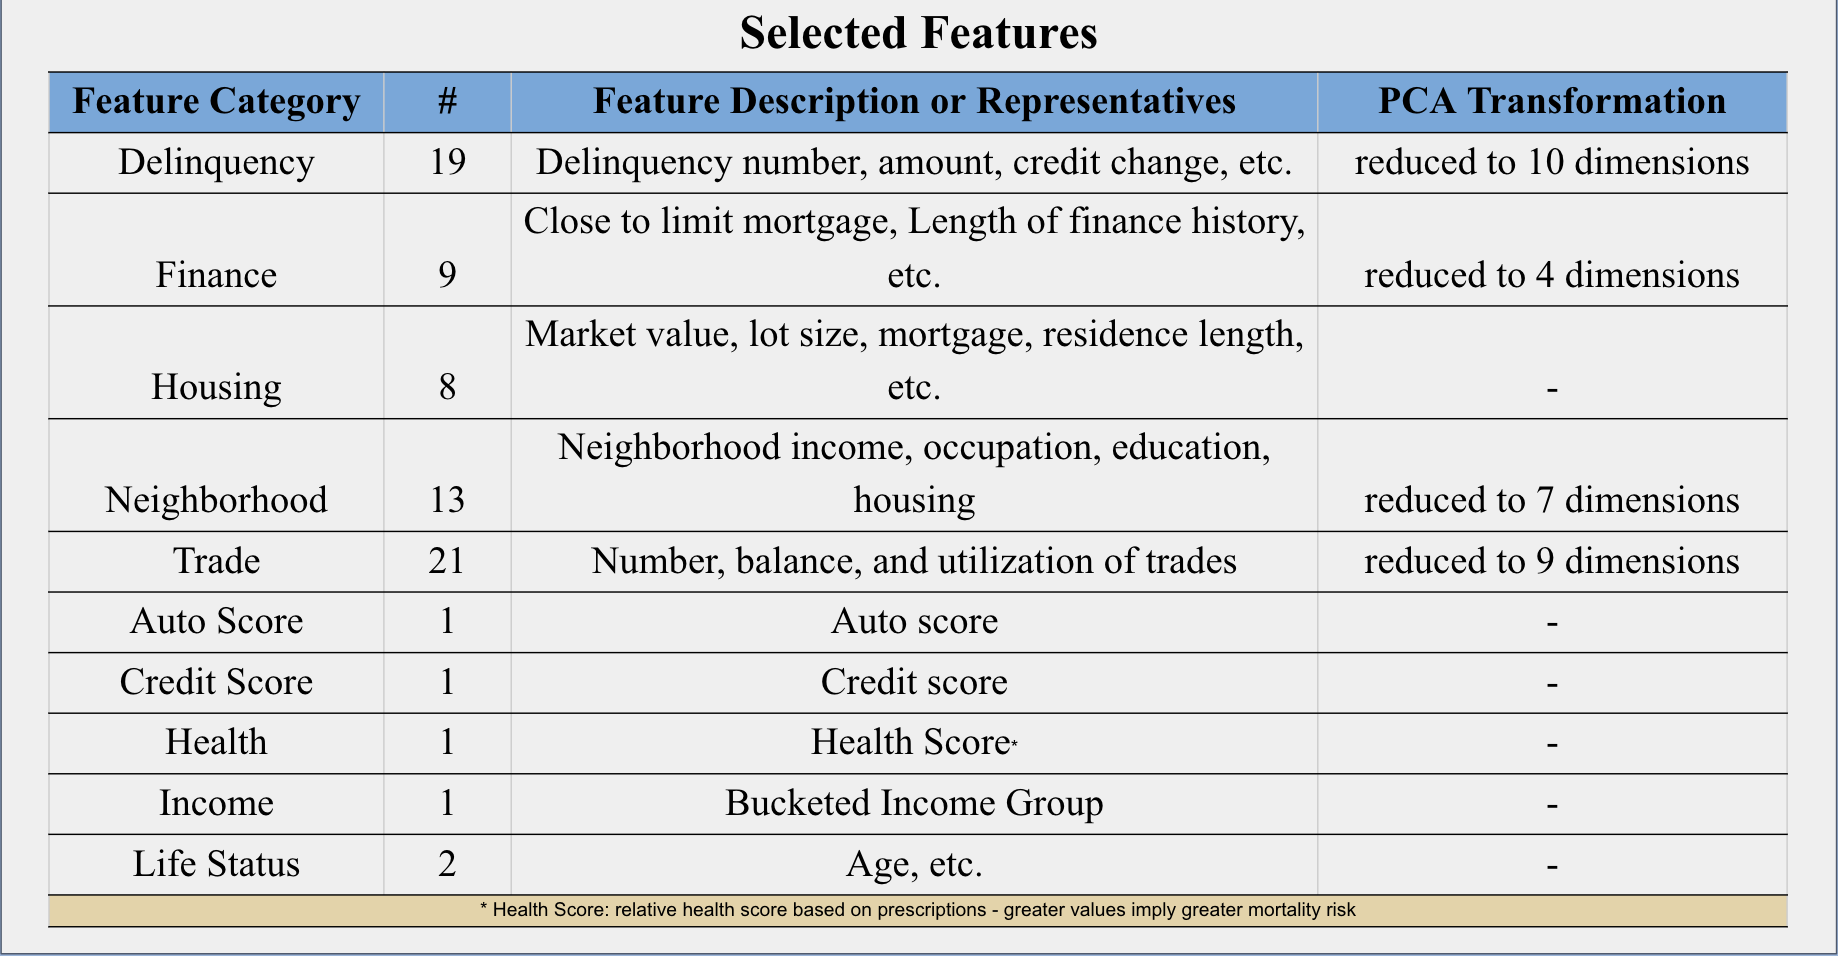 Selected Features
Feature Category # Feature Description or Representatives PCA Transformation
Delinquency 19 Delinquency number, amount, credit change, etc. reduced to 10 dimensions
Close to limit mortgage, Length of finance history,
Finance 9 etc. reduced to 4 dimensions
Market value, lot size, mortgage, residence length,
Housing 8 etc. -
Neighborhood income, occupation, education,
Neighborhood 13 housing reduced to 7 dimensions
Trade 21 Number, balance, and utilization of trades reduced to 9 dimensions
Auto Score 1 Auto score -
Credit Score 1 Credit score -
Health 1 Health Score* -
Income 1 Bucketed Income Group -
Life Status 2 Age, etc. -
* Health Score: relative health score based on prescriptions - greater values imply greater mortality risk